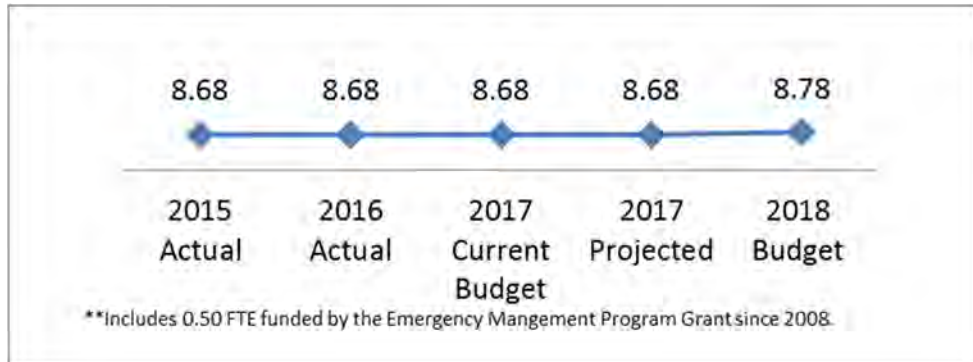 8.68 8.68 8.68 8.68 8.78
2015 2016 2017 2017 2018
Actual Actual Current Projected Budget
Budget
**Includes 0.50 FTE funded by the Emergency Mangement Program Grant since 2008.